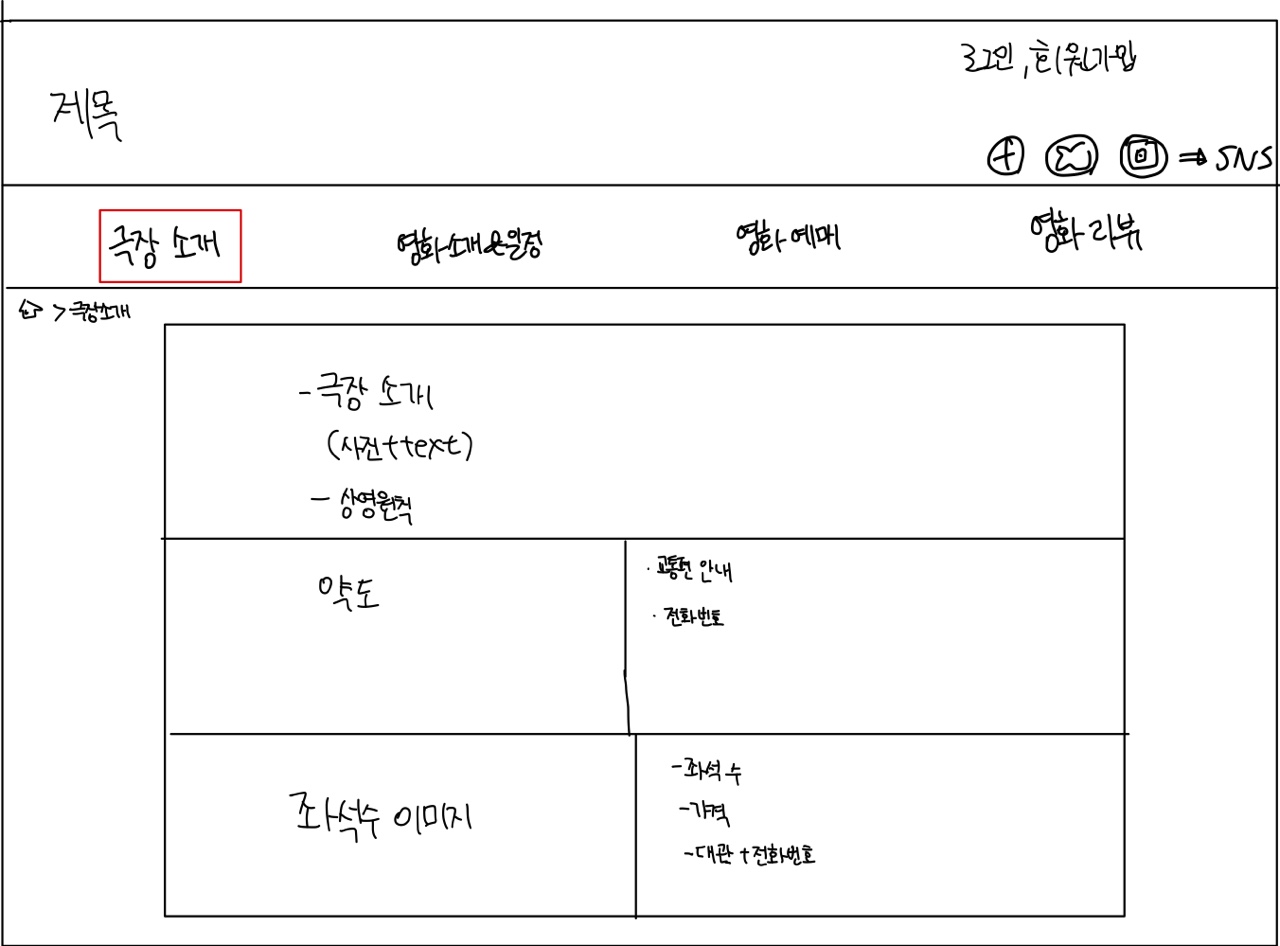 로그인, 회원가입
제목
⇒ SNS
극장 소개
영화소개&일정
영화 예매
영화 리뷰
> 극장소개
- 극장 소개
(사진+text)
- 상영원칙
약도
· 교통편 안내
· 전화번호
좌석수 이미지
- 좌석 수
- 가격
- 대관 + 전화번호